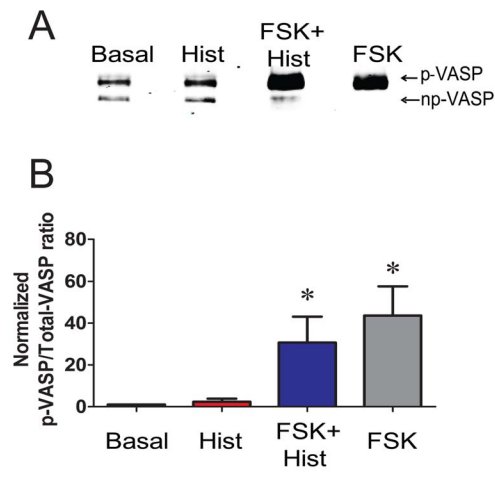 A
Basal Hist FSK+ Hist FSK
←p-VASP
←np-VASP
B
Normalized
p-VASP/Total-VASP ratio
80
60
40
20
0
*
*
Basal Hist FSK+ Hist FSK